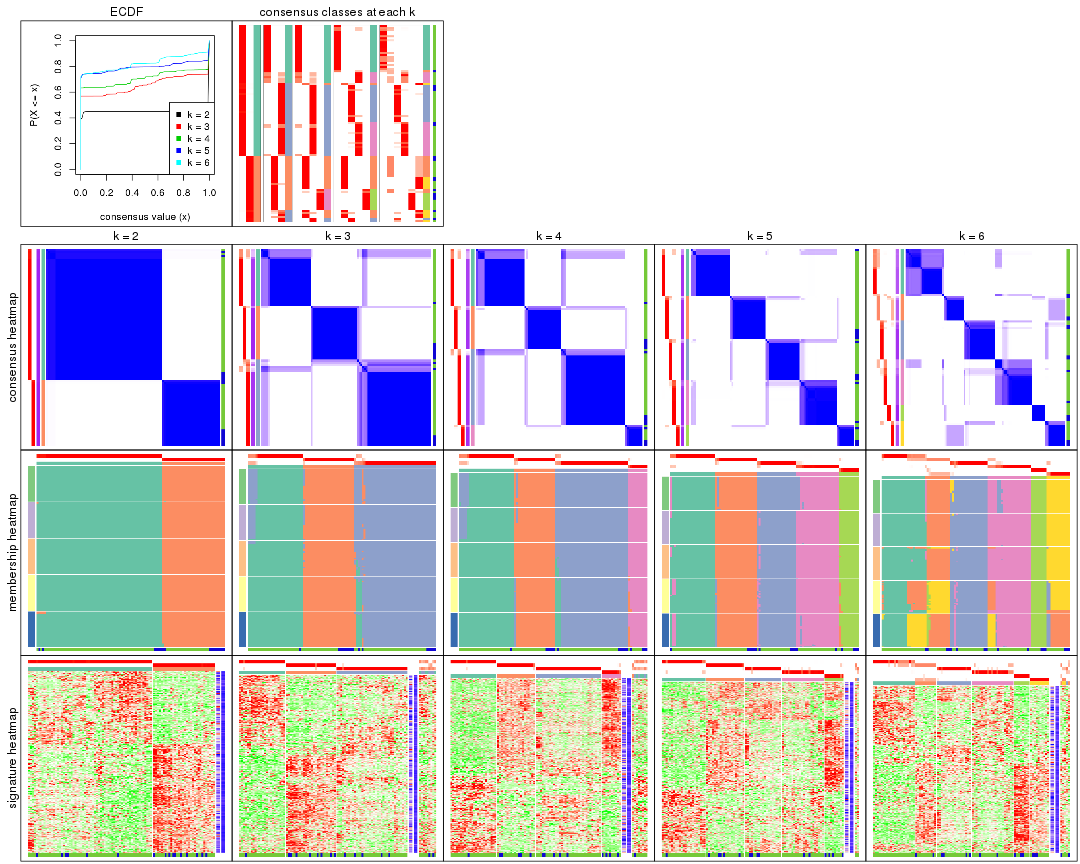 ECDF
consensus classes at each k
P(X <= x)
1.0
0.8
0.6
0.4
0.2
0.0
k = 2
k = 3
k = 4
k = 5
k = 6
0.0 0.2 0.4 0.6 0.8 1.0
consensus value (x)
k = 2 k = 3 k = 4 k = 5 k = 6
consensus heatmap
membership heatmap
signature heatmap